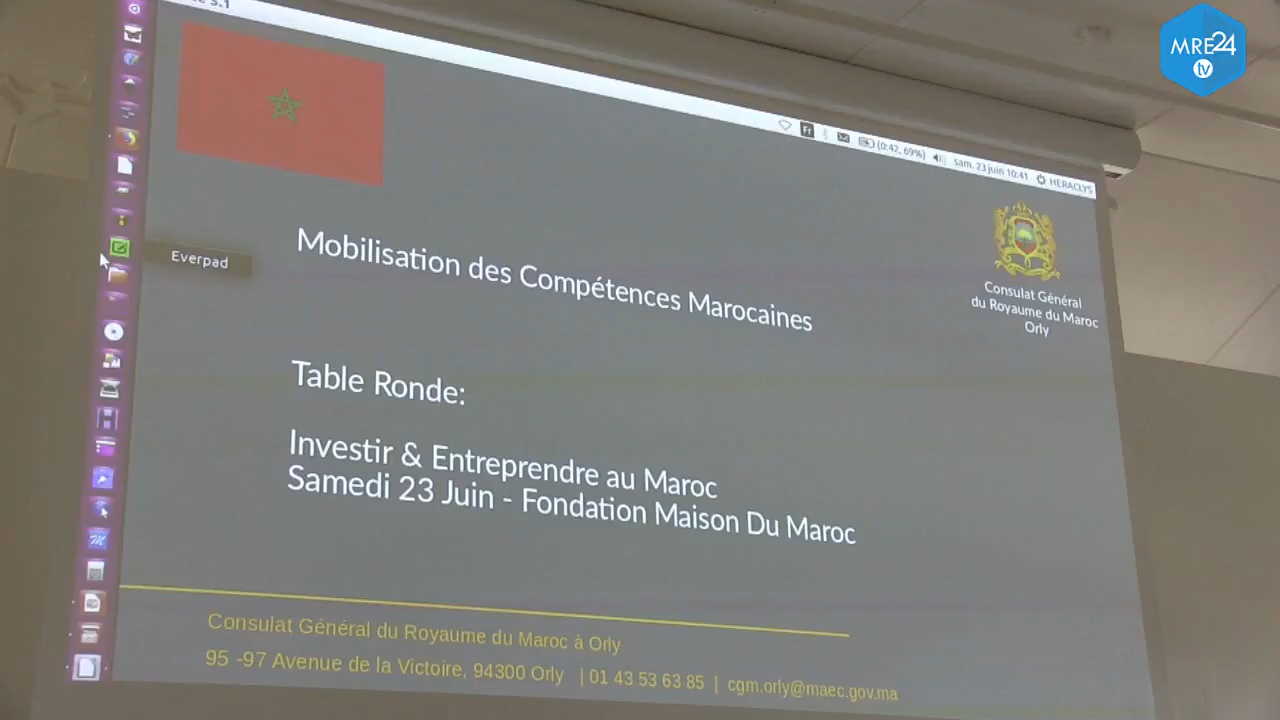 MRE24
tv
Fr
(0:42, 69%)
sam. 23 juin 10:41
HERACLYS
Everpad
Consulat Général
du Royaume du Maroc
Orly
Mobilisation des Compétences Marocaines
Table Ronde:
Investir & Entreprendre au Maroc
Samedi 23 Juin - Fondation Maison Du Maroc
Consulat Général du Royaume du Maroc à Orly
95 -97 Avenue de la Victoire, 94300 Orly | 01 43 53 63 85 | cgm.orly@maec.gov.ma